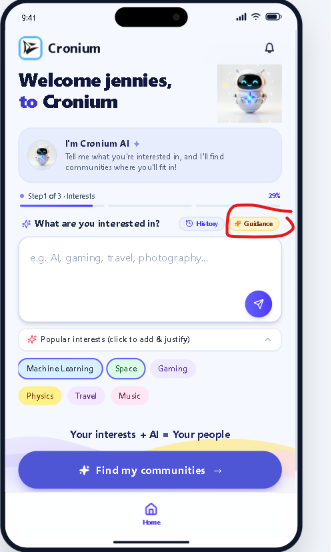 9:41
Cronium
Welcome jennies,
to Cronium
I'm Cronium AI
Tell me what you're interested in, and I'll find
communities where you'll fit in!
Step1 of 3 · Interests
29%
What are you interested in?
History
Guidance
e.g. AI, gaming, travel, photography...
Popular interests (click to add & justify)
Machine Learning
Space
Gaming
Physics
Travel
Music
Your interests + AI = Your people
Find my communities →
Home